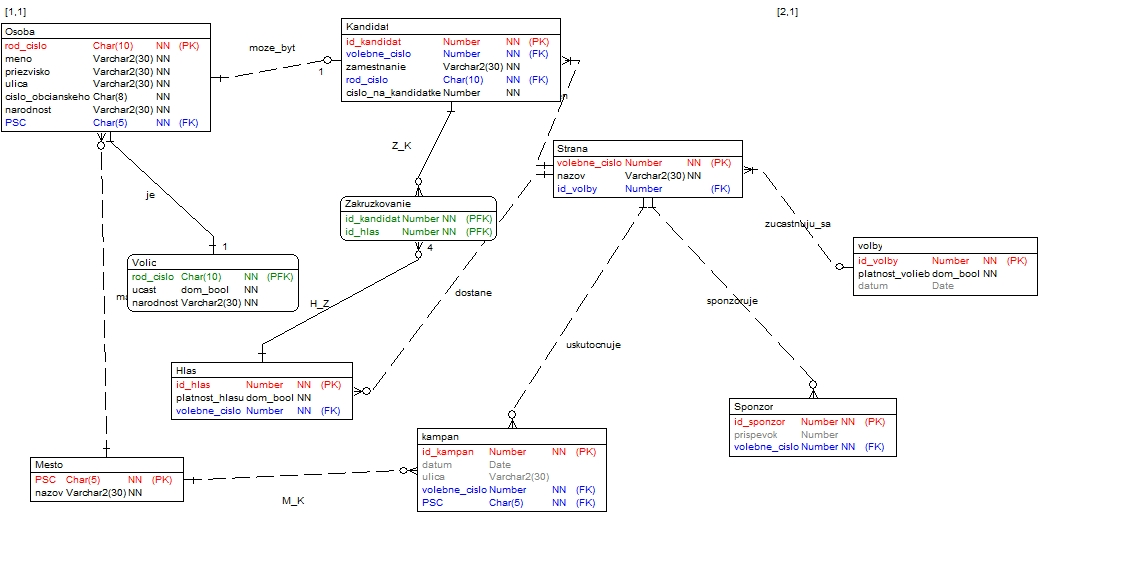 [1,1]
[2,1]
Osoba
rod_cislo Char(10) NN (PK)
meno Varchar2(30) NN
priezvisko Varchar2(30) NN
ulica Varchar2(30) NN
cislo_obcianskeho Char(8) NN
narodnost Varchar2(30) NN
PSC Char(5) NN (FK)
moze_byt
1
Kandidat
id_kandidat Number NN (PK)
volebne_cislo Number NN (FK)
zamestnanie Varchar2(30) NN
rod_cislo Char(10) NN (FK)
cislo_na_kandidatke Number NN
n
Z_K
Strana
volebne_cislo Number NN (PK)
nazov Varchar2(30) NN
id_volby Number (FK)
je
1
Zakruzkovanie
id_kandidat Number NN (PFK)
id_hlas Number NN (PFK)
4
zucastnuju_sa
volby
id_volby Number NN (PK)
platnost_volieb dom_bool NN
datum Date
Volic
rod_cislo Char(10) NN (PFK)
ucast dom_bool NN
narodnost Varchar2(30) NN
H_Z
dostane
sponzoruje
uskutocnuje
Hlas
id_hlas Number NN (PK)
platnost_hlasu dom_bool NN
volebne_cislo Number NN (FK)
Sponzor
id_sponzor Number NN (PK)
prispevok Number
volebne_cislo Number NN (FK)
kampan
id_kampan Number NN (PK)
datum Date
ulica Varchar2(30)
volebne_cislo Number NN (FK)
PSC Char(5) NN (FK)
Mesto
PSC Char(5) NN (PK)
nazov Varchar2(30) NN
M_K